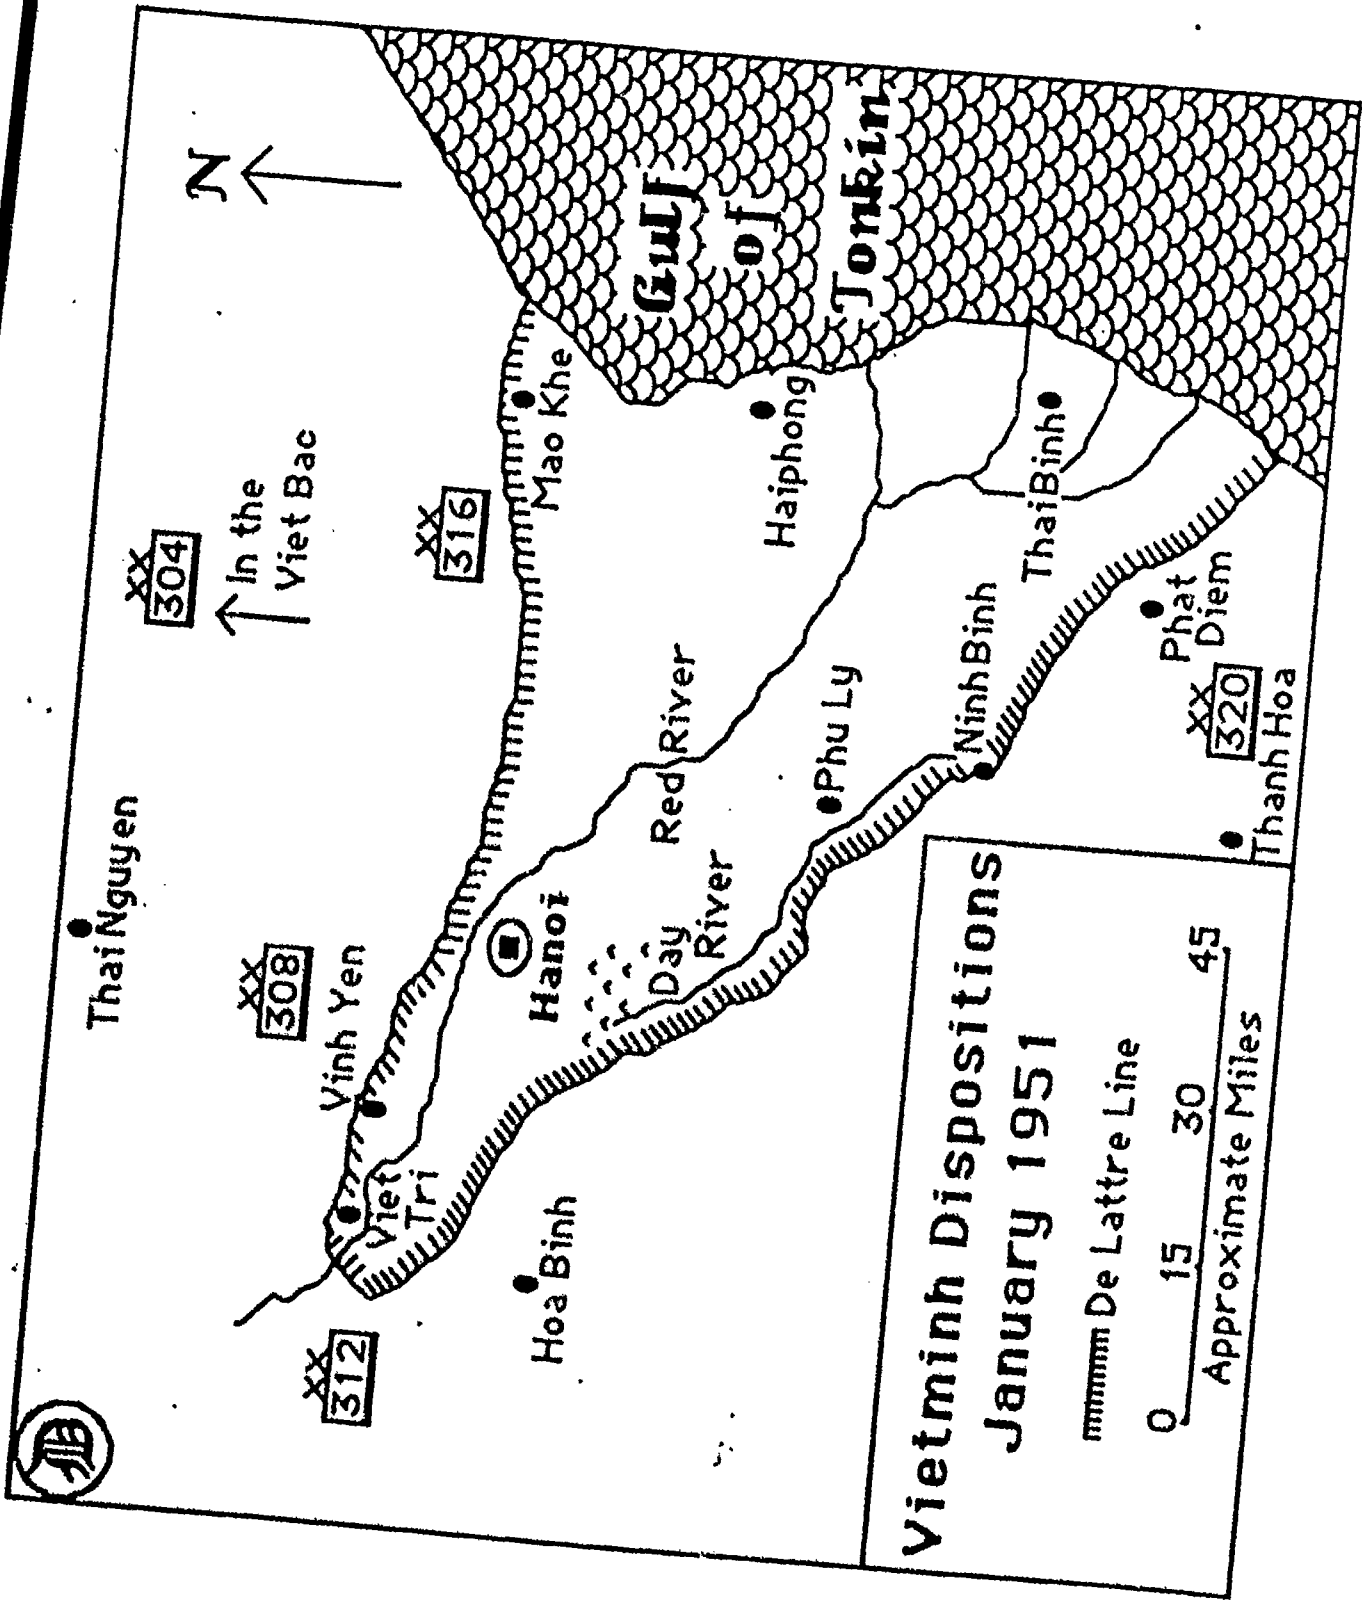 B
Thai Nguyen
XX
304
In the
Viet Bac
N
XX
308
XX
316
Vinh Yen
XX
312
Viet
Tri
Mao Khe
Hanoi
Hoa Binh
Gulf
of
Tonkin
Red River
Day
River
Haiphong
Phu Ly
Ninh Binh
Thai Binh
Phat
Diem
XX
320
Thanh Hoa
Vietminh Dispositions
January 1951
De Lattre Line
0 15 30 45
Approximate Miles